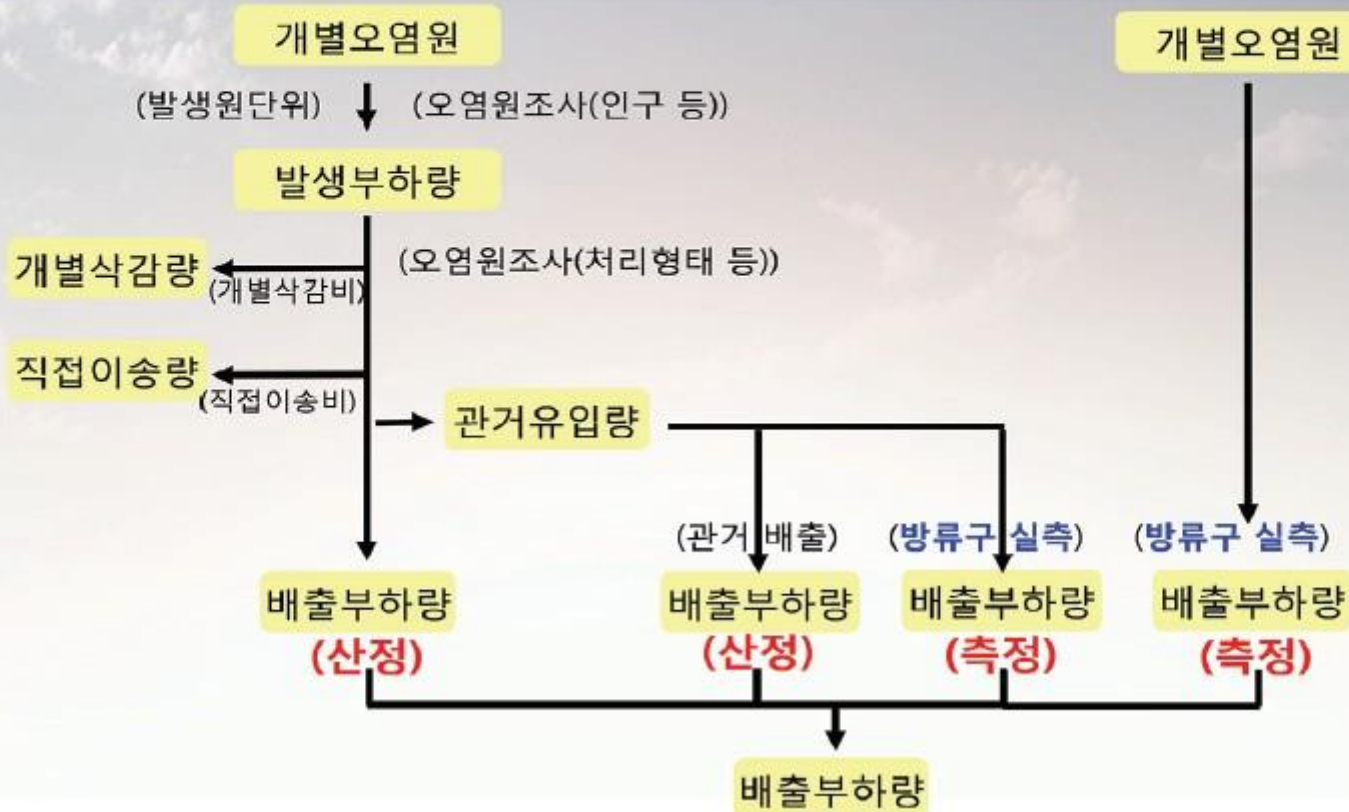 개별오염원
개별오염원
(발생원단위)
(오염원조사(인구 등))
발생부하량
(오염원조사(처리형태 등))
개별삭감량
(개별삭감비)
직접이송량
(직접이송비)
관거유입량
(관거 배출)
(방류구 실측)
(방류구 실측)
배출부하량
배출부하량
배출부하량
배출부하량
(산정)
(산정)
(측정)
(측정)
배출부하량